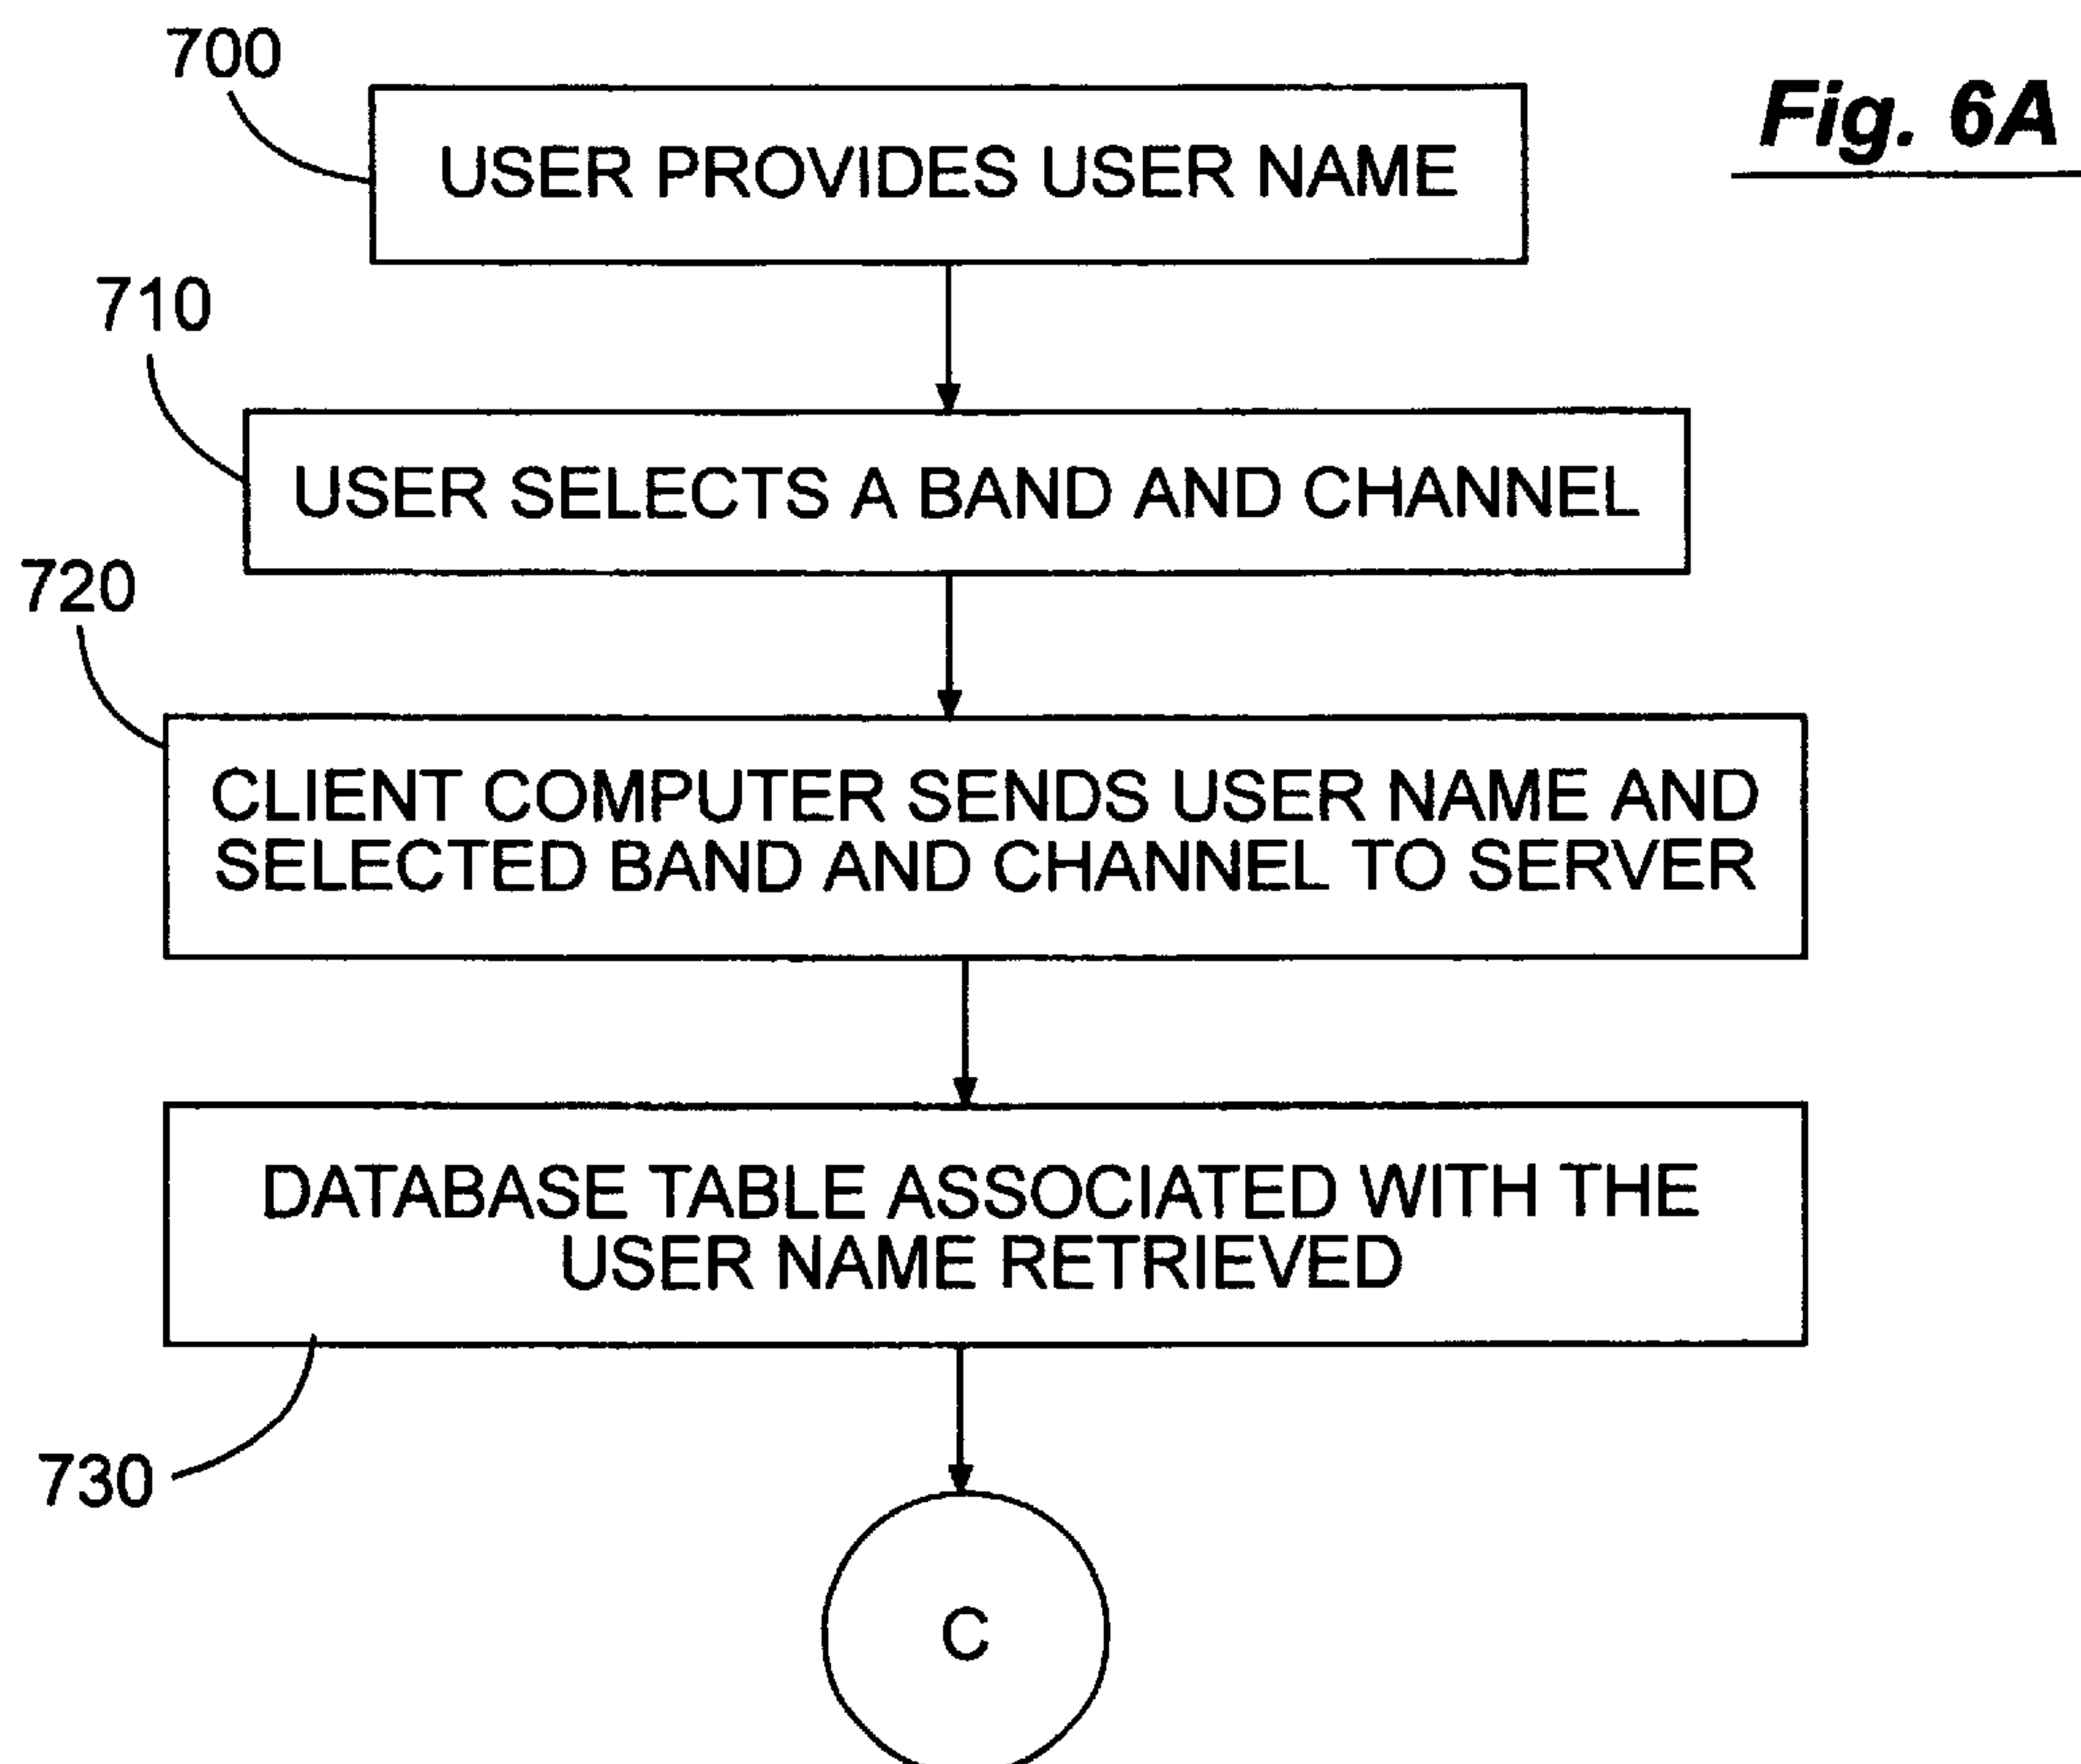 700
Fig. 6A
USER PROVIDES USER NAME
710
USER SELECTS A BAND AND CHANNEL
720
CLIENT COMPUTER SENDS USER NAME AND
SELECTED BAND AND CHANNEL TO SERVER
DATABASE TABLE ASSOCIATED WITH THE
USER NAME RETRIEVED
730
C